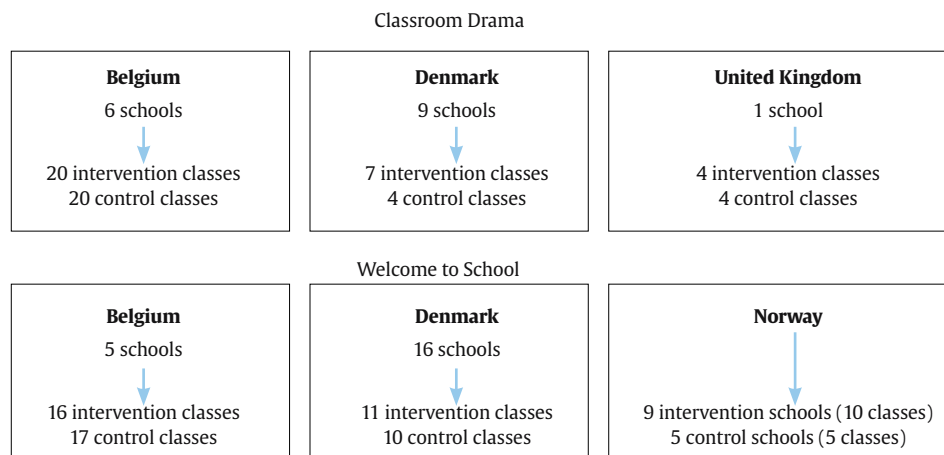 Classroom Drama
Belgium
6 schools
20 intervention classes
20 control classes
Denmark
9 schools
7 intervention classes
4 control classes
United Kingdom
1 school
4 intervention classes
4 control classes
Welcome to School
Belgium
5 schools
16 intervention classes
17 control classes
Denmark
16 schools
11 intervention classes
10 control classes
Norway
9 intervention schools (10 classes)
5 control schools (5 classes)